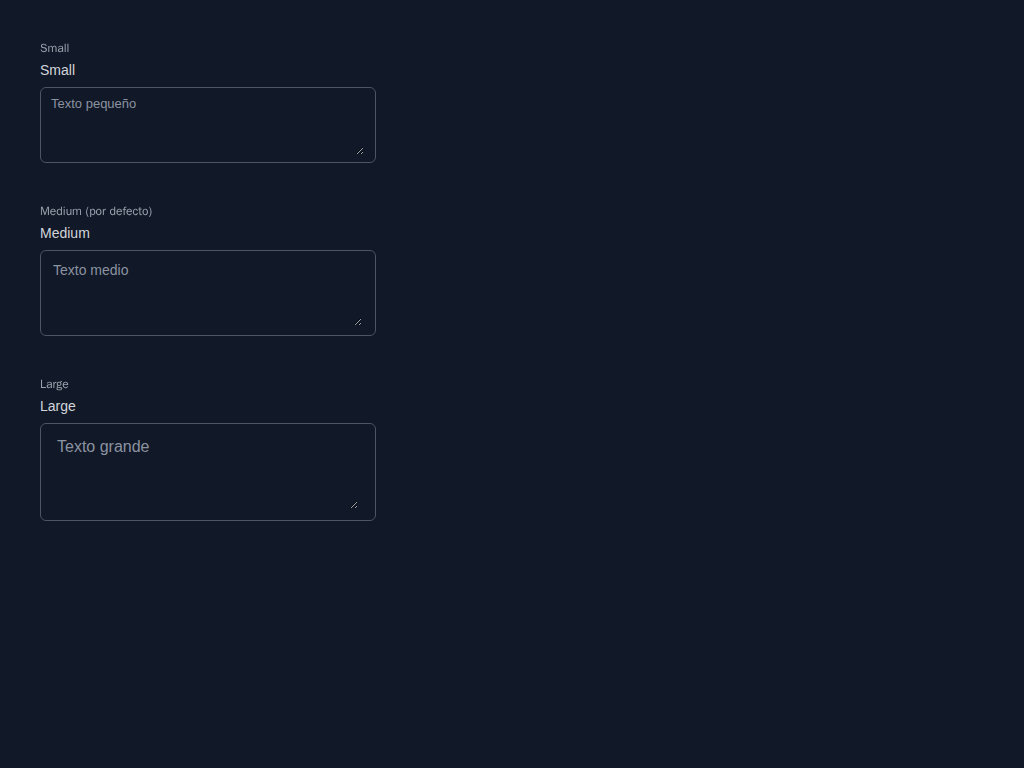 Small
Small
Texto pequeño
Medium (por defecto)
Medium
Texto medio
Large
Large
Texto grande